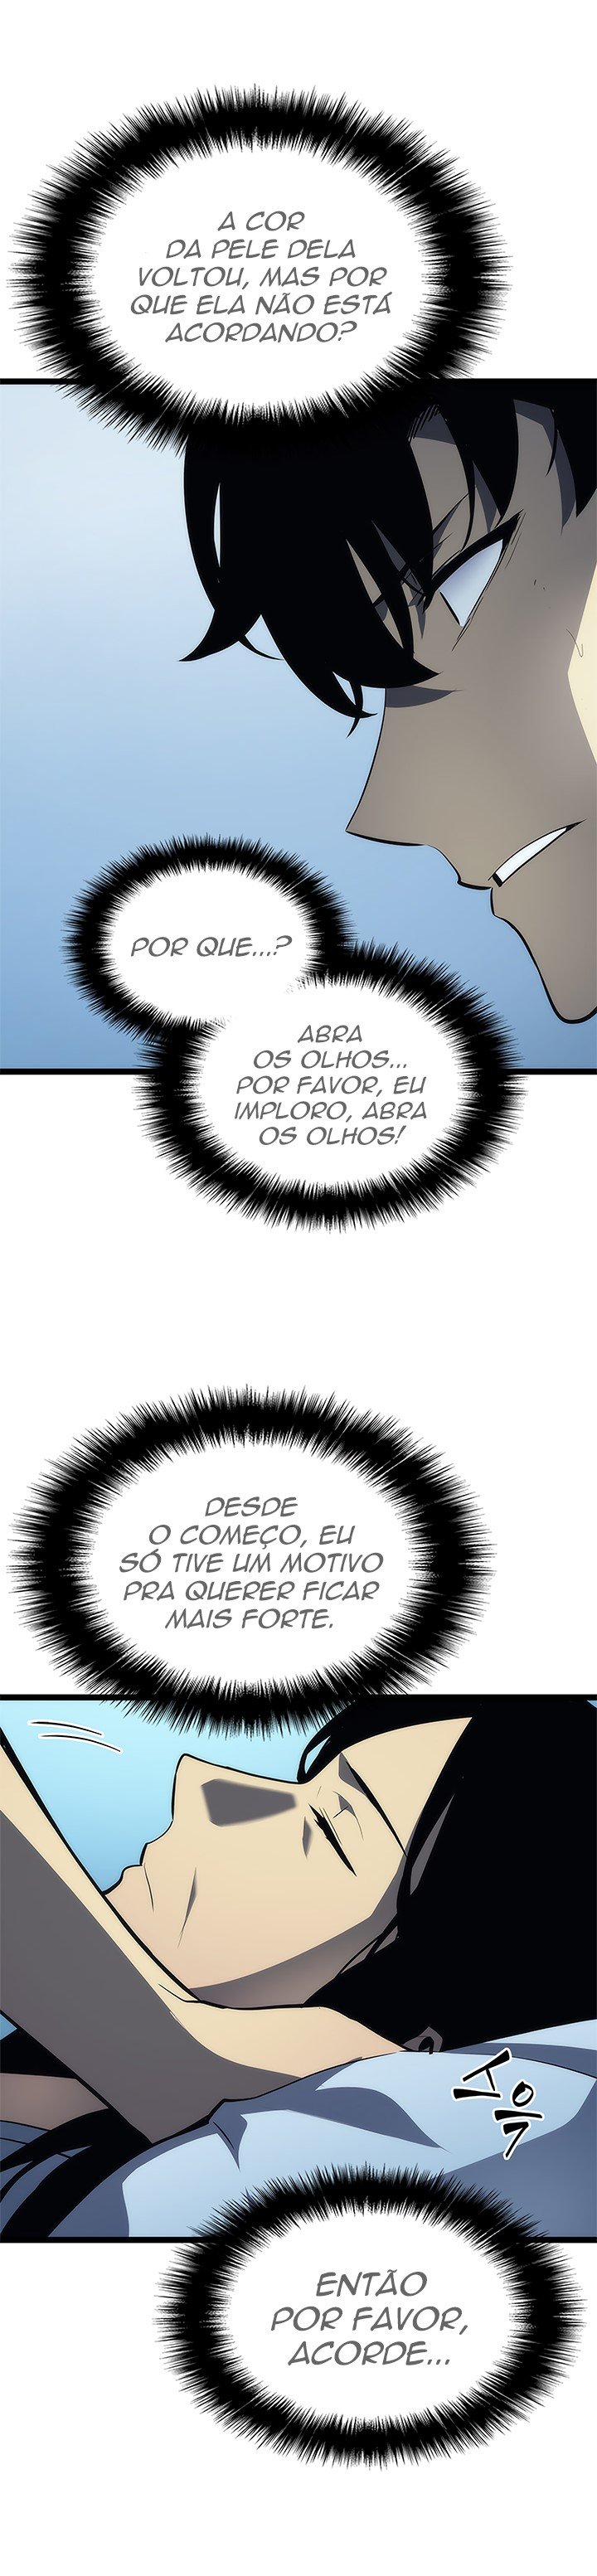 A COR
DA PELE DELA
VOLTOU, MAS POR
QUE ELA NÃO ESTÁ
ACORDANDO?
POR QUE...?
ABRA
OS OLHOS...
POR FAVOR, EU
IMPLORO, ABRA
OS OLHOS!
DESDE
O COMEÇO, EU
SÓ TIVE UM MOTIVO
PRA QUERER FICAR
MAIS FORTE.
스윽
ENTÃO
POR FAVOR,
ACORDE...